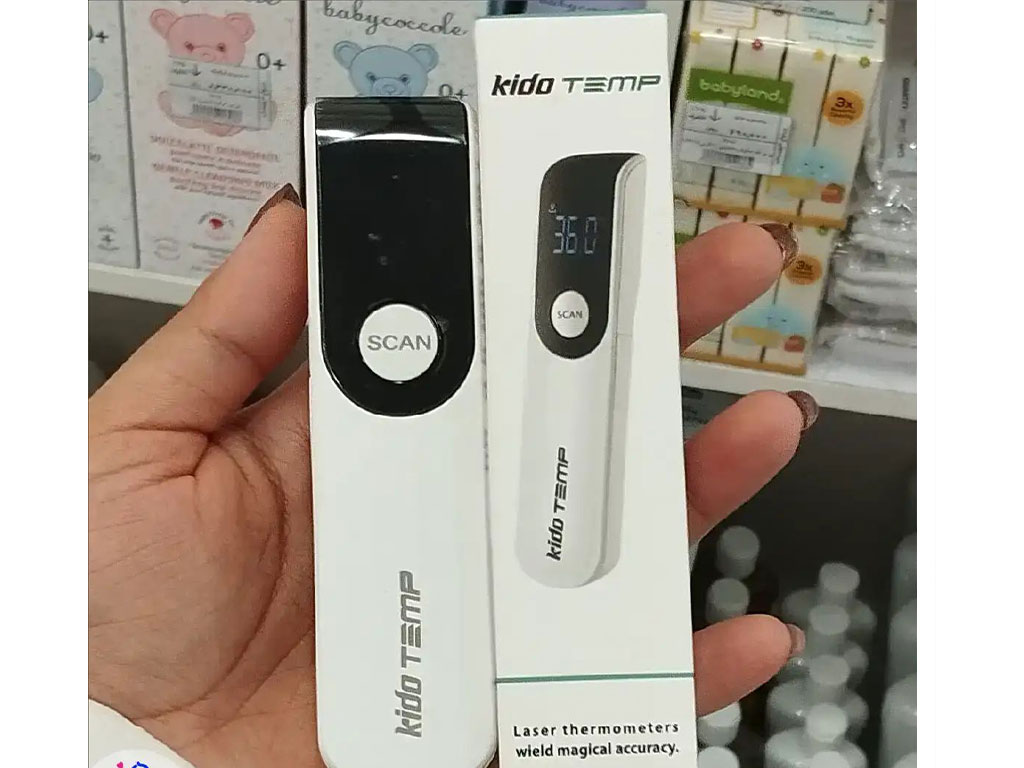 babycoccole
0+
0+
kido TEMP
babyland
3x
360
SCAN
SCAN
kido TEMP
3x
kido TEMP
Laser thermometers
wield magical accuracy.